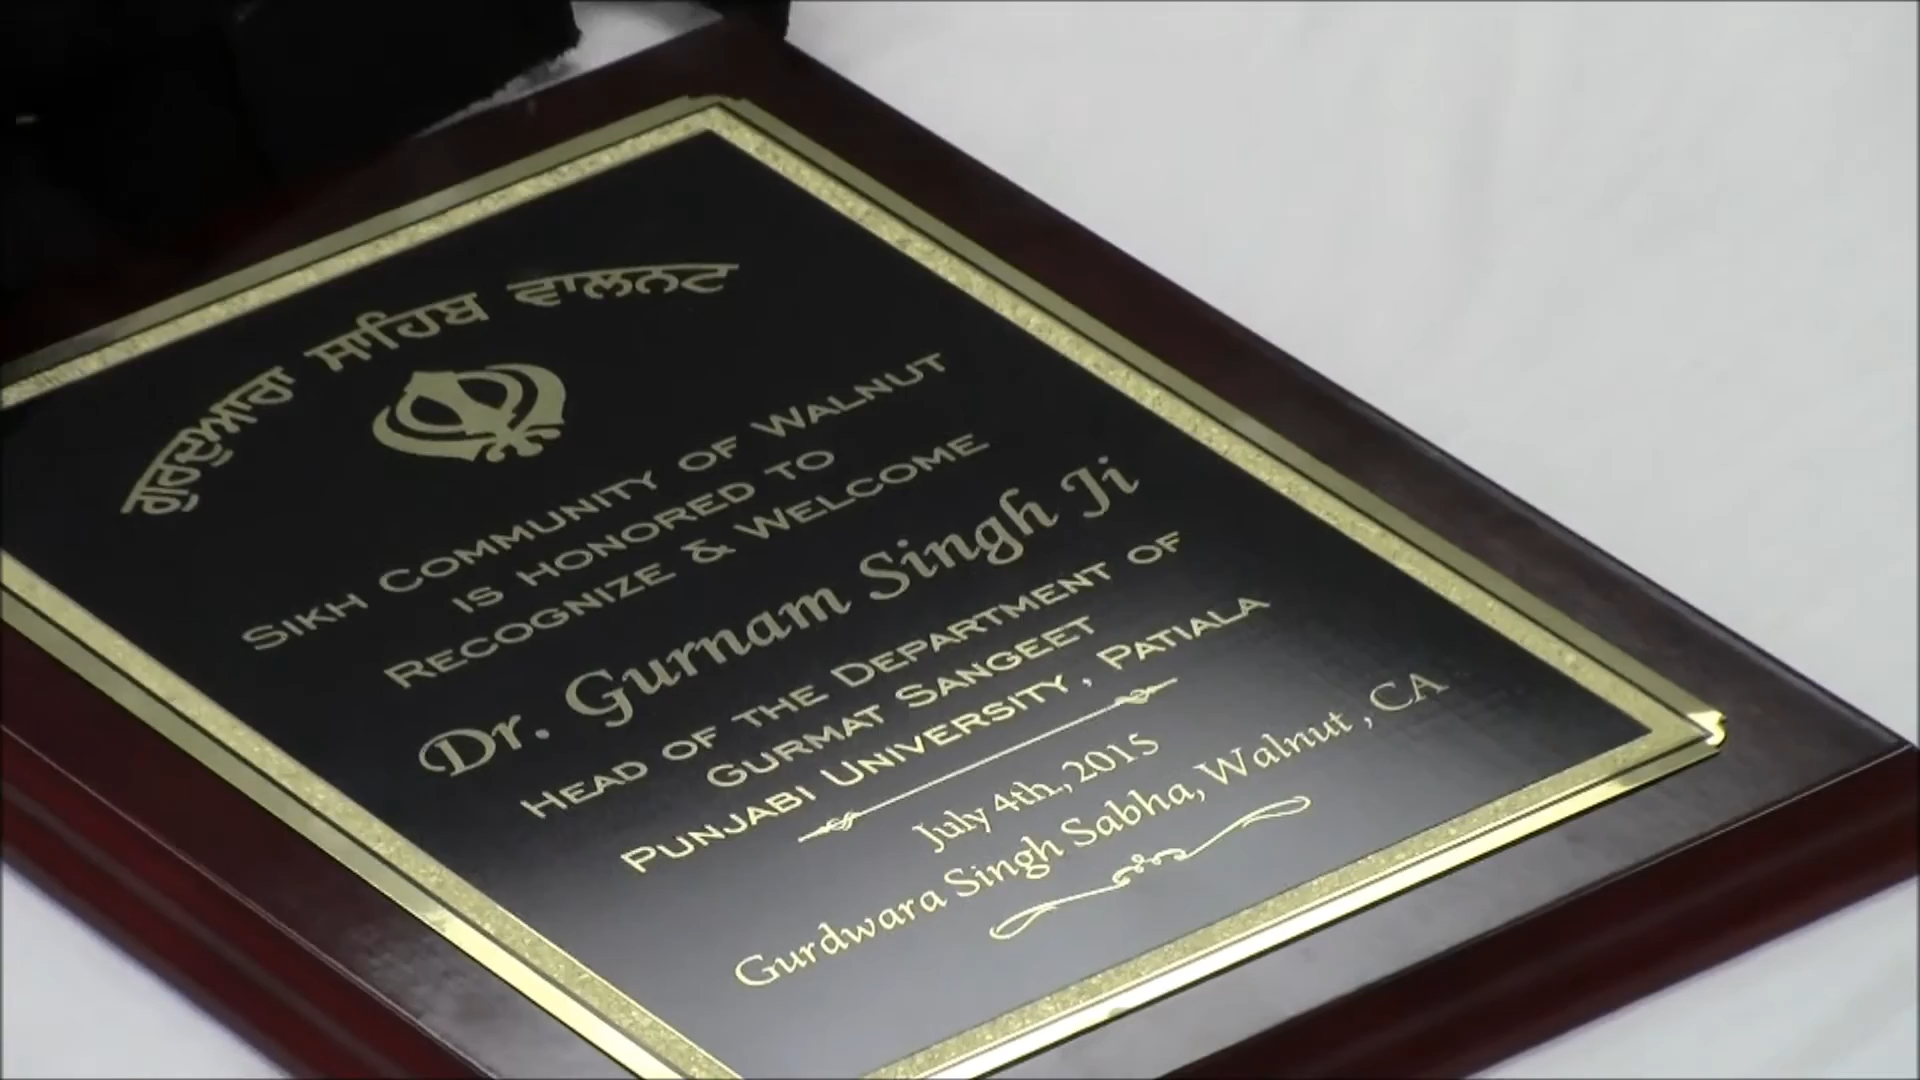 ਗੁਰਦੁਆਰਾ ਸਾਹਿਬ ਵਾਲਨਟ
SIKH COMMUNITY OF WALNUT
IS HONORED TO
RECOGNIZE & WELCOME
Dr. Gurnam Singh Ji
HEAD OF THE DEPARTMENT OF
GURMAT SANGEET
PUNJABI UNIVERSITY, PATIALA
July 4th., 2015
Gurdwara Singh Sabha, Walnut , CA